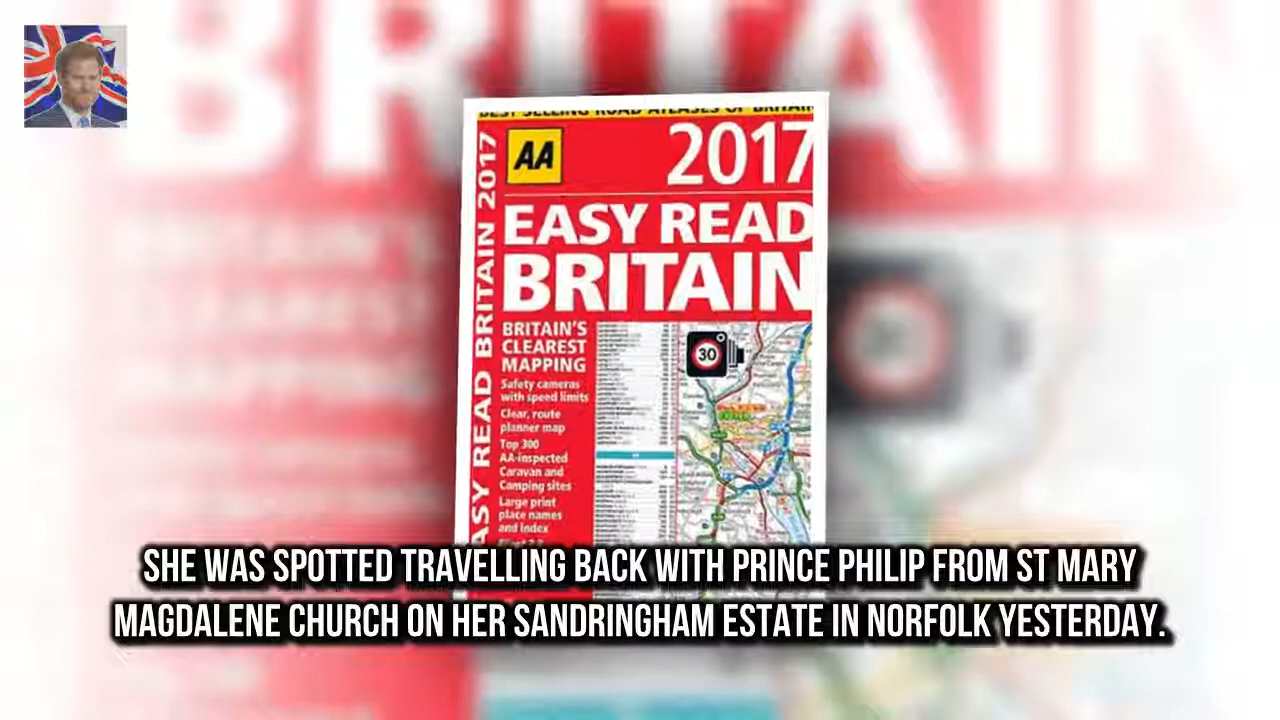 BRITAIN
BEST SELLING ROAD ATLASES OF BRITAIN
EASY READ BRITAIN 2017
AA
2017
EASY READ
BRITAIN
BRITAIN'S
CLEAREST
MAPPING
Safety cameras
with speed limits
Clear, route
planner map
Top 300
AA-inspected
Caravan and
Camping sites
Large print
place names
and index
30
SHE WAS SPOTTED TRAVELLING BACK WITH PRINCE PHILIP FROM ST MARY
MAGDALENE CHURCH ON HER SANDRINGHAM ESTATE IN NORFOLK YESTERDAY.